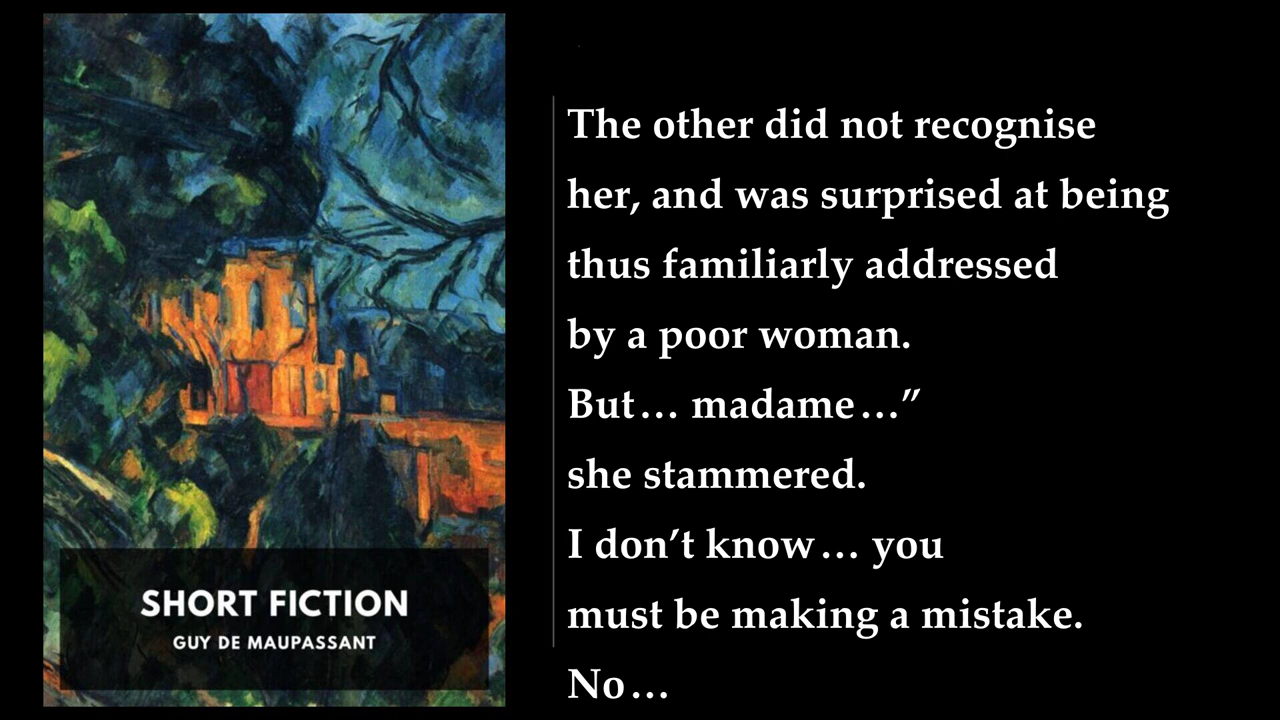 SHORT FICTION
GUY DE MAUPASSANT
The other did not recognise
her, and was surprised at being
thus familiarly addressed
by a poor woman.
But… madame…”
she stammered.
I don’t know… you
must be making a mistake.
No…